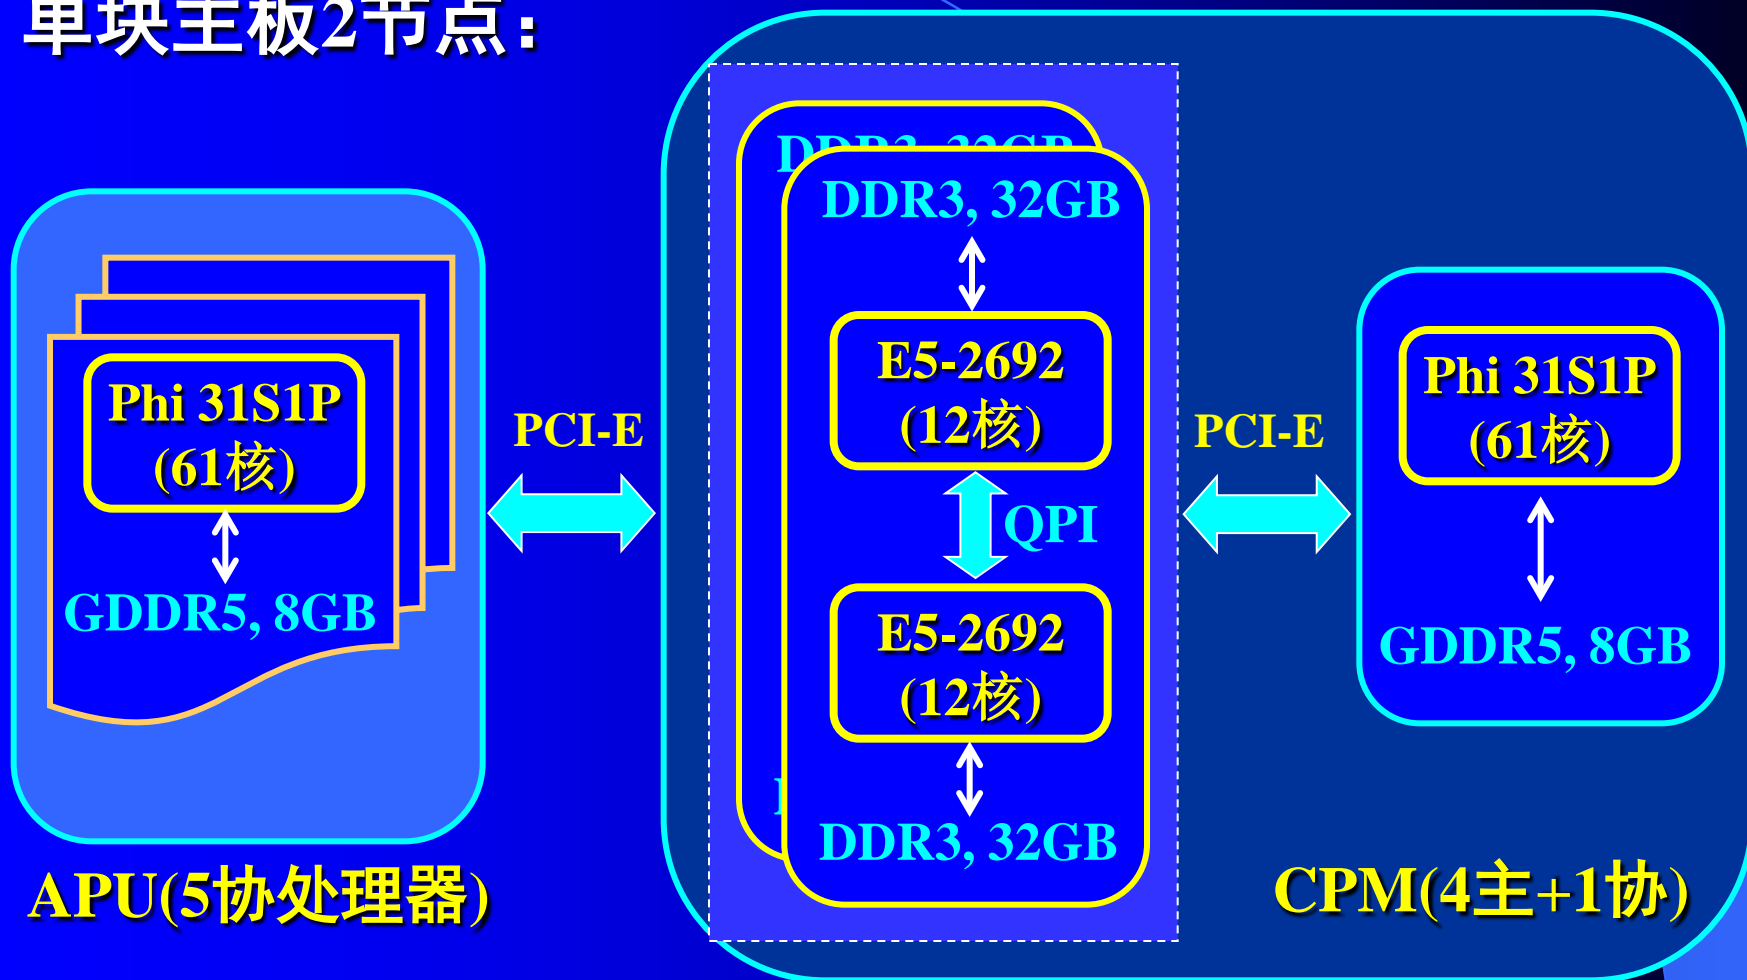 单块主板2节点：
DDR3, 32GB
DDR3, 32GB
E5-2692
(12核)
QPI
E5-2692
(12核)
DDR3, 32GB
Phi 31S1P
(61核)
GDDR5, 8GB
PCI-E
PCI-E
Phi 31S1P
(61核)
GDDR5, 8GB
APU(5协处理器)
CPM(4主+1协)